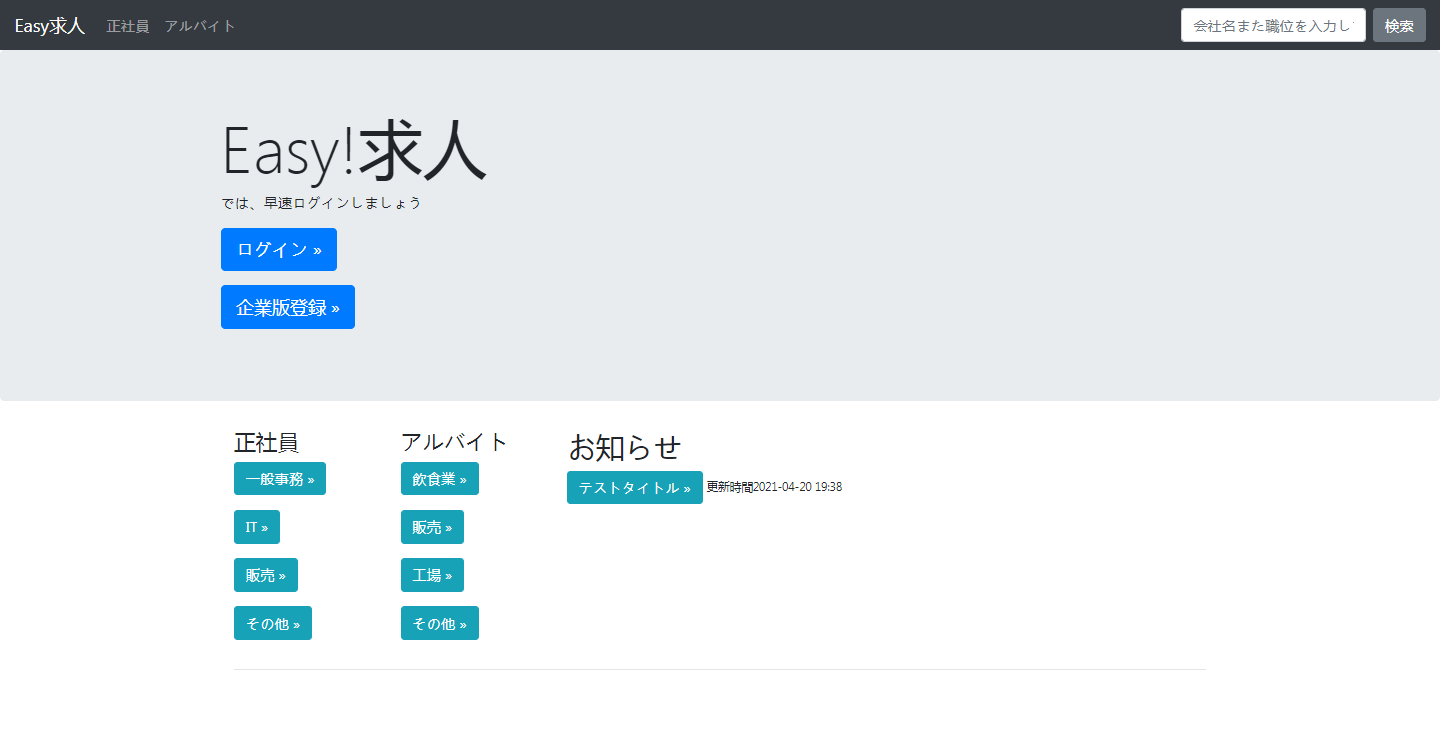 Easy求人 正社員 アルバイト 会社名また職位を入力し 検索
Easy!求人
では、早速ログインしましょう
ログイン »
企業版登録 »
正社員
一般事務 »
IT »
販売 »
その他 »
アルバイト
飲食業 »
販売 »
工場 »
その他 »
お知らせ
テストタイトル » 更新時間2021-04-20 19:38